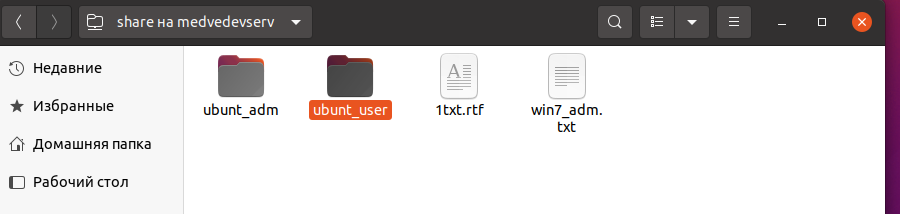 share на medvedevserv
Недавние
Избранные
Домашняя папка
Рабочий стол
ubunt_adm
ubunt_user
1txt.rtf
win7_adm.
txt